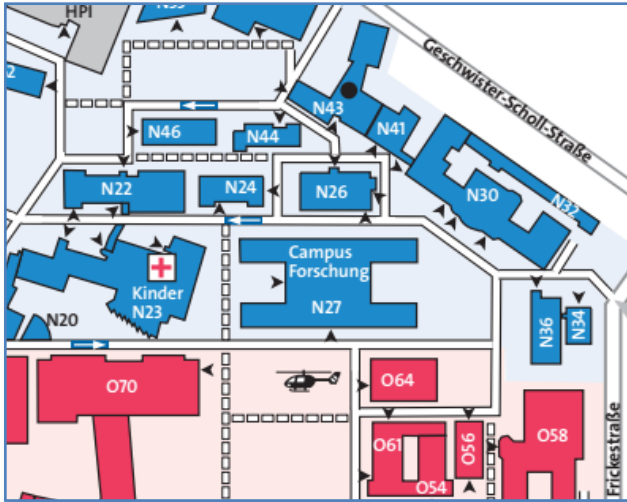 HPI
Geschwister-Scholl-Straße
N43
N46
N44
N41
N22
N24
N26
N30
N32
Campus
Forschung
Kinder
N23
N27
N20
N36
N34
O70
O64
O61
O56
O58
O54
Frickestraße